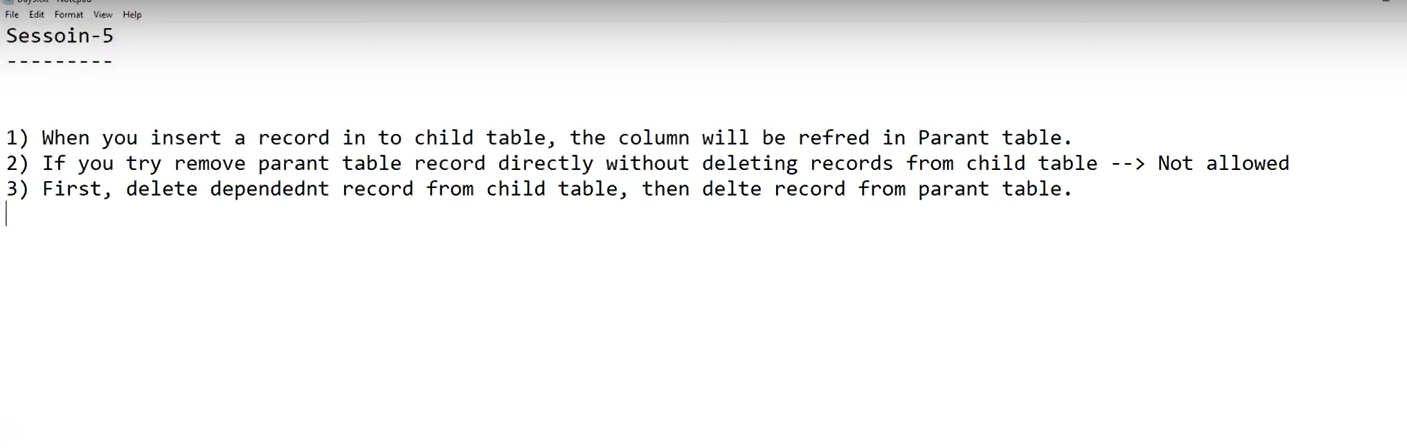 File Edit Format View Help
Sessoin-5
---------
1) When you insert a record in to child table, the column will be refred in Parant table.
2) If you try remove parant table record directly without deleting records from child table --> Not allowed
3) First, delete dependednt record from child table, then delte record from parant table.